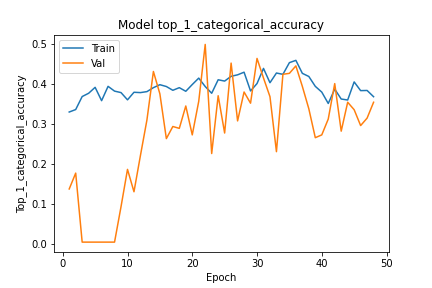 Model top_1_categorical_accuracy
Train
Val
Top_1_categorical_accuracy
0.5
0.4
0.3
0.2
0.1
0.0
0 10 20 30 40 50
Epoch